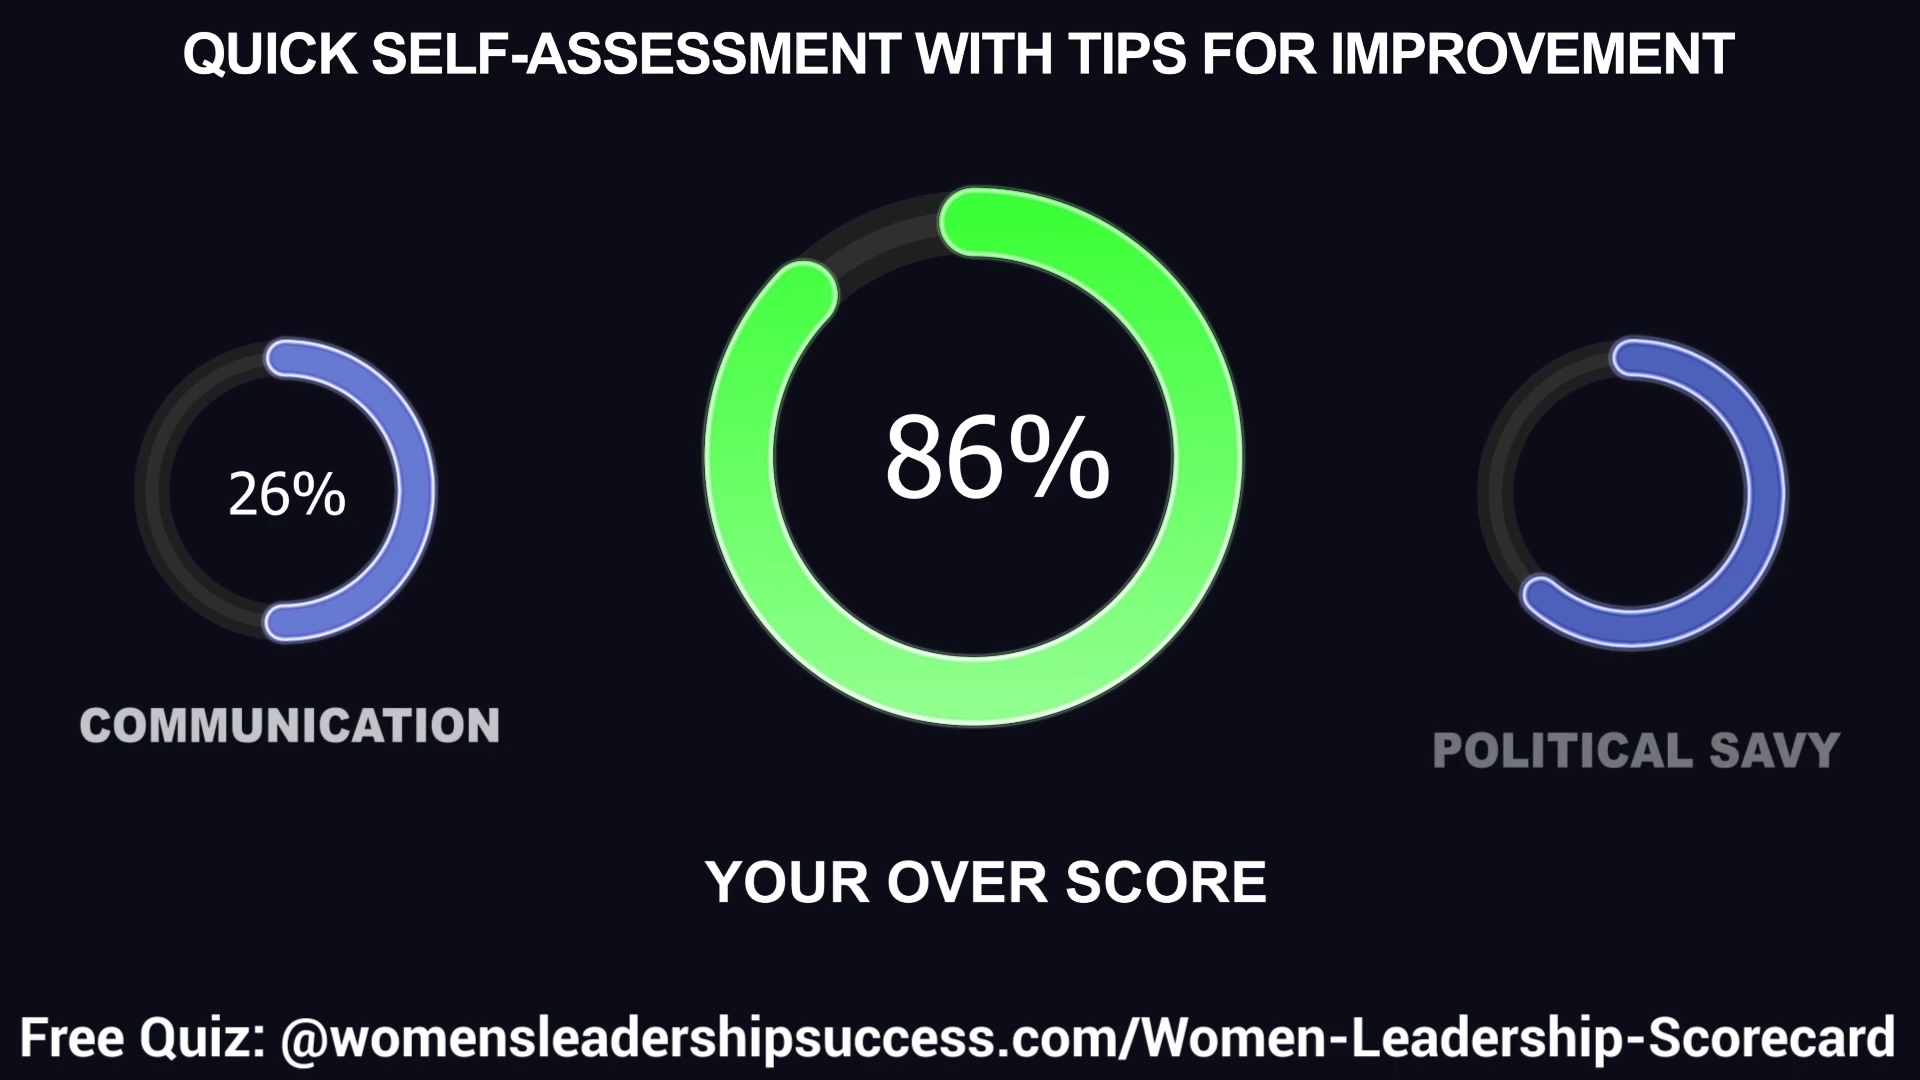 QUICK SELF-ASSESSMENT WITH TIPS FOR IMPROVEMENT
86%
26%
COMMUNICATION
POLITICAL SAVY
YOUR OVER SCORE
Free Quiz: @womensleadershipsuccess.com/Women-Leadership-Scorecard